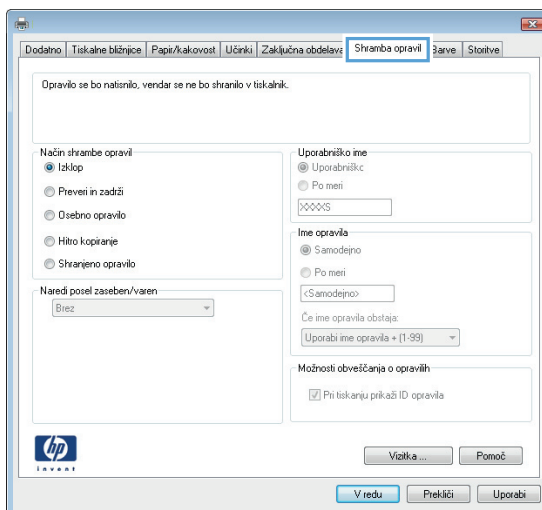 Dodatno Tiskalne bližnjice Papir/kakovost Učinki Zaključna obdelava Shramba opravil Barve Storitve
Opravilo se bo natisnilo, vendar se ne bo shranilo v tiskalnik.
Način shrambe opravil
Izklop
Preveri in zadrži
Osebno opravilo
Hitro kopiranje
Shranjeno opravilo
Naredi posel zaseben/varen
Brez
Uporabniško ime
Uporabnišk
Po meri
XXXXS
Ime opravila
Samodejno
Po meri
<Samodejno>
Če ime opravila obstaja:
Uporabi ime opravila + (1-99)
Možnosti obveščanja o opravilih
Pri tiskanju prikaži ID opravila
hp
invent
Vizitka ... Pomoč
V redu Prekliči Uporabi